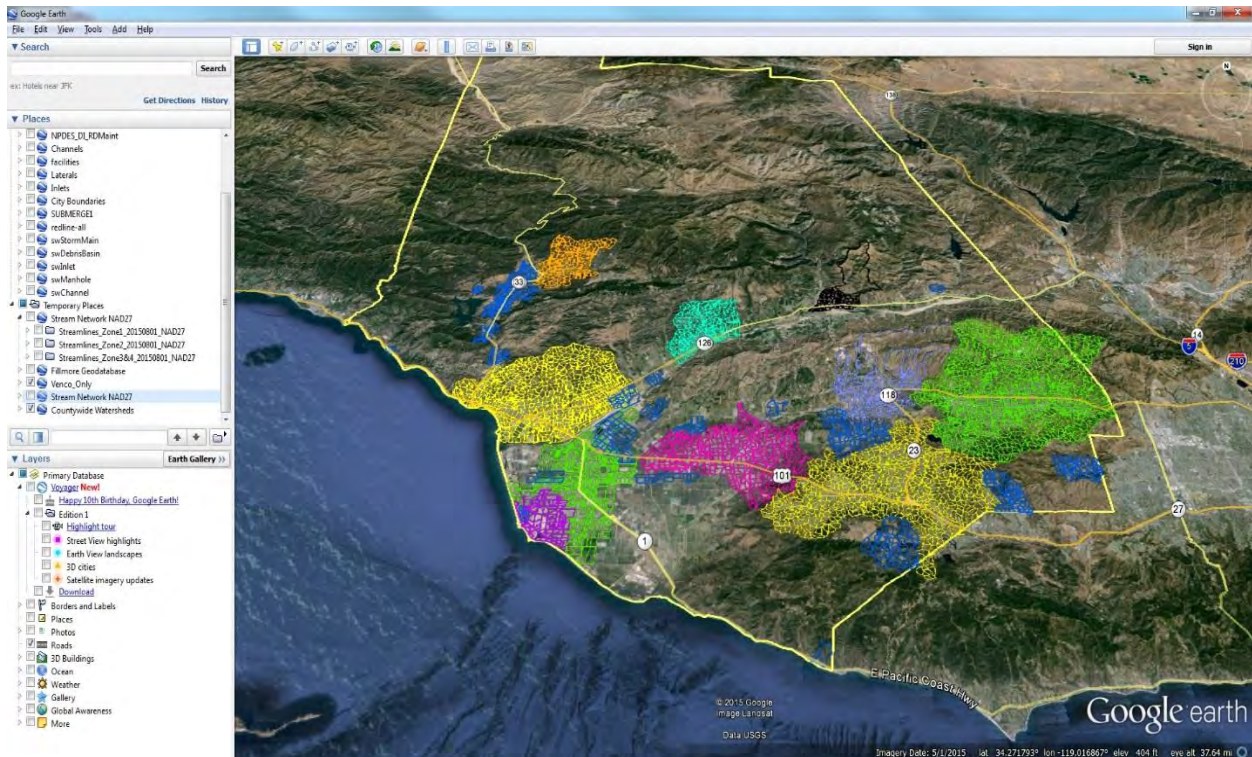 Google Earth
File Edit View Tools Add Help
▼ Search
Search
ex: Hotels near JFK
Get Directions History
▼ Places
NPDES_DI_RDMaint
Channels
facilities
Laterals
Inlets
City Boundaries
SUBMERGE1
redline-all
swStormMain
swDebrisBasin
swInlet
swManhole
swChannel
Temporary Places
Stream Network NAD27
Streamlines_Zone1_20150801_NAD27
Streamlines_Zone2_20150801_NAD27
Streamlines_Zone3&4_20150801_NAD27
Fillmore Geodatabase
Venco_Only
Stream Network NAD27
Countywide Watersheds
▼ Layers
Earth Gallery >>
Primary Database
Voyager New!
Happy 10th Birthday, Google Earth!
Edition 1
Highlight tour
Street View highlights
Earth View landscapes
3D cities
Satellite imagery updates
Download
Borders and Labels
Places
Photos
Roads
3D Buildings
Ocean
Weather
Gallery
Global Awareness
More
Sign in
N
138
33
126
14
5
210
118
23
101
27
1
E Pacific Coast Hwy
© 2015 Google
Image Landsat
Data USGS
Google earth
Imagery Date: 5/1/2015 lat 34.271793° lon -119.016867° elev 404 ft eye alt 37.64 mi